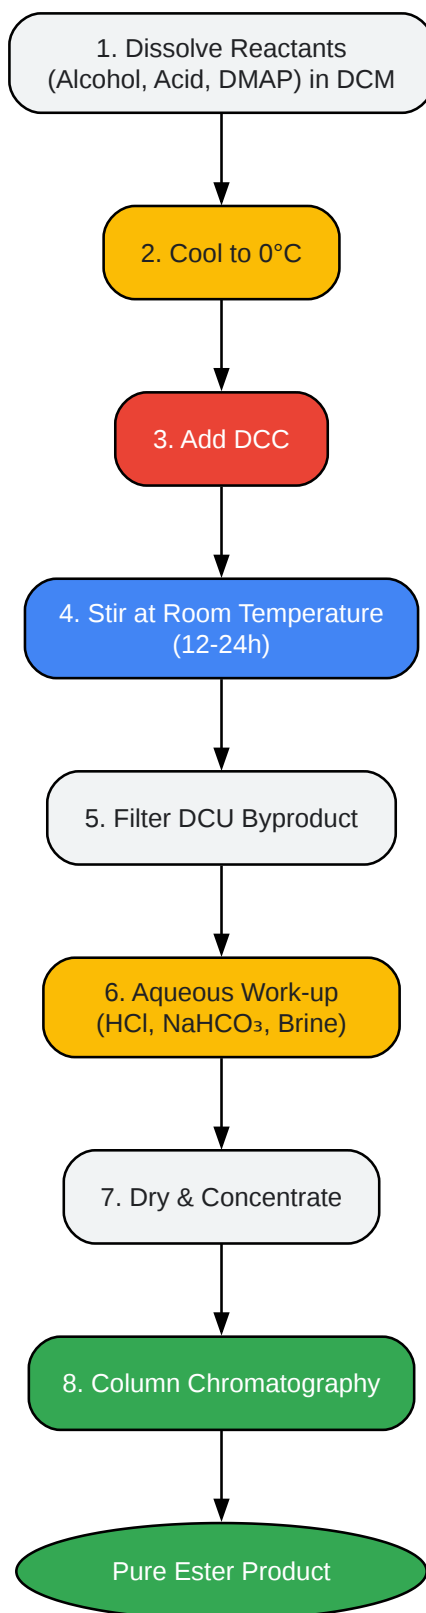 1. Dissolve Reactants
(Alcohol, Acid, DMAP) in DCM
2. Cool to 0°C
3. Add DCC
4. Stir at Room Temperature
(12-24h)
5. Filter DCU Byproduct
6. Aqueous Work-up
(HCl, NaHCO₃, Brine)
7. Dry & Concentrate
8. Column Chromatography
Pure Ester Product